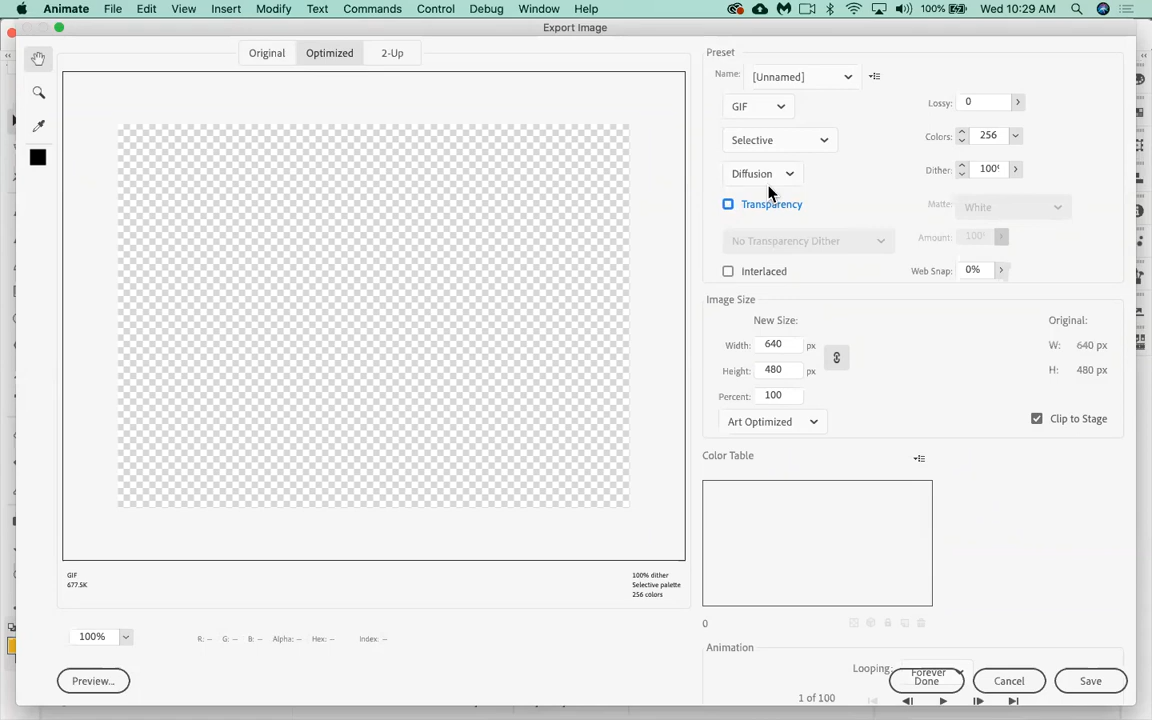 Animate File Edit View Insert Modify Text Commands Control Debug Window Help 100% Wed 10:29 AM
Export Image
Original Optimized 2-Up
Preset
Name: [Unnamed]
GIF Lossy: 0
Selective Colors: 256
Diffusion Dither: 100%
Transparency Matte: White
No Transparency Dither Amount: 100%
Interlaced Web Snap: 0%
Image Size
New Size: Original:
Width: 640 px W: 640 px
Height: 480 px H: 480 px
Percent: 100
Art Optimized Clip to Stage
Color Table
GIF 100% dither
677.5K Selective palette
256 colors
0
100% R: -- G: -- B: -- Alpha: -- Hex: -- Index: --
Animation
Looping: Forever
Preview... Done Cancel Save
1 of 100